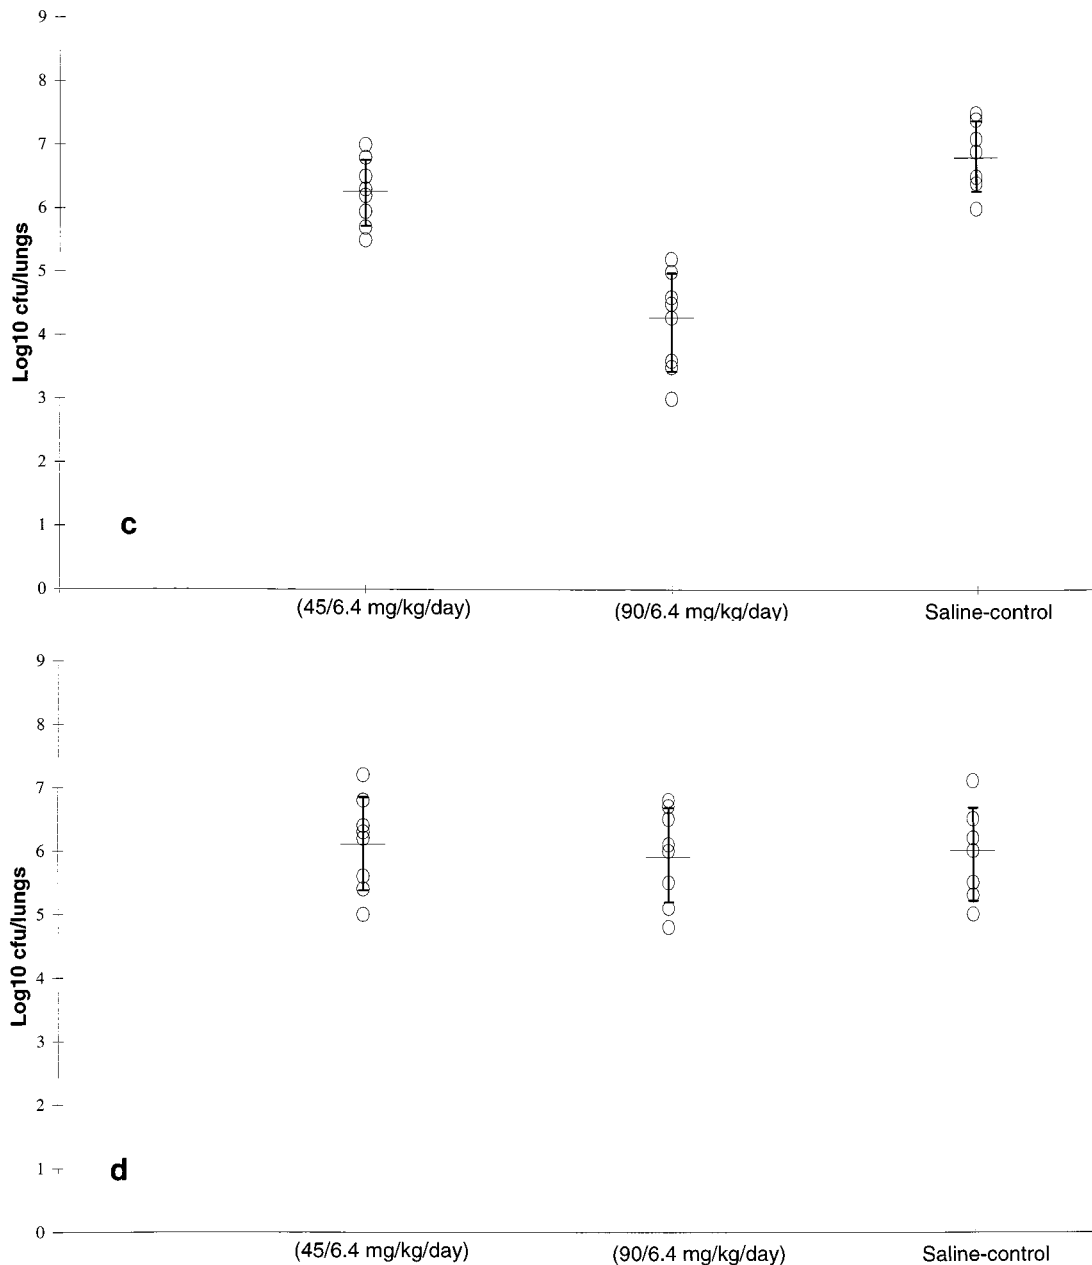 9
8
7
6
5
4
3
2
1
0
Log10 cfu/lungs
c
(45/6.4 mg/kg/day)
(90/6.4 mg/kg/day)
Saline-control
9
8
7
6
5
4
3
2
1
0
Log10 cfu/lungs
d
(45/6.4 mg/kg/day)
(90/6.4 mg/kg/day)
Saline-control